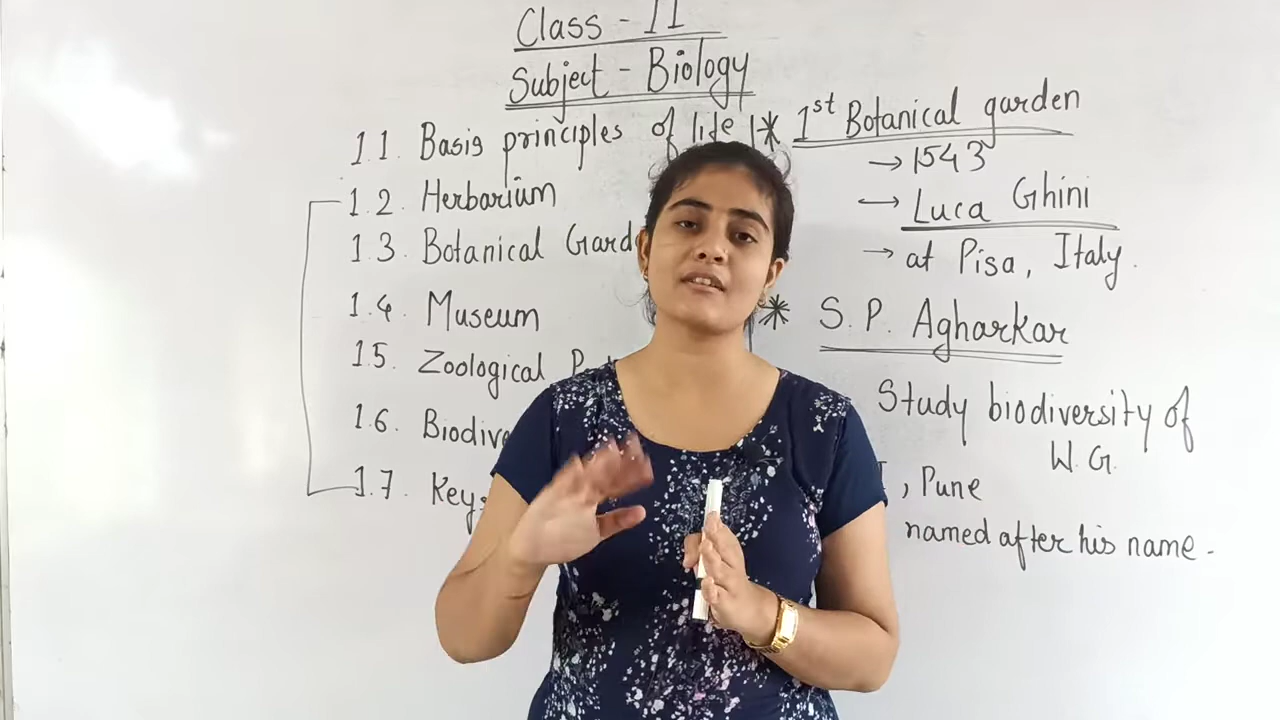 Class - 11
Subject - Biology
1.1. Basis principles of life
1.2. Herbarium
1.3. Botanical Gard
1.4. Museum
1.5. Zoological P
1.6. Biodive
1.7. Key
* 1st Botanical garden
→ 1543
→ Luca Ghini
→ at Pisa, Italy.
* S.P. Agharkar
Study biodiversity of
W.G.
, Pune
named after his name.